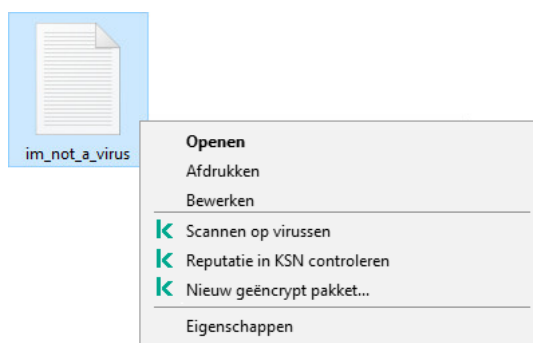 im_not_a_virus
Openen
Afdrukken
Bewerken
Scannen op virussen
Reputatie in KSN controleren
Nieuw geëncrypt pakket...
Eigenschappen